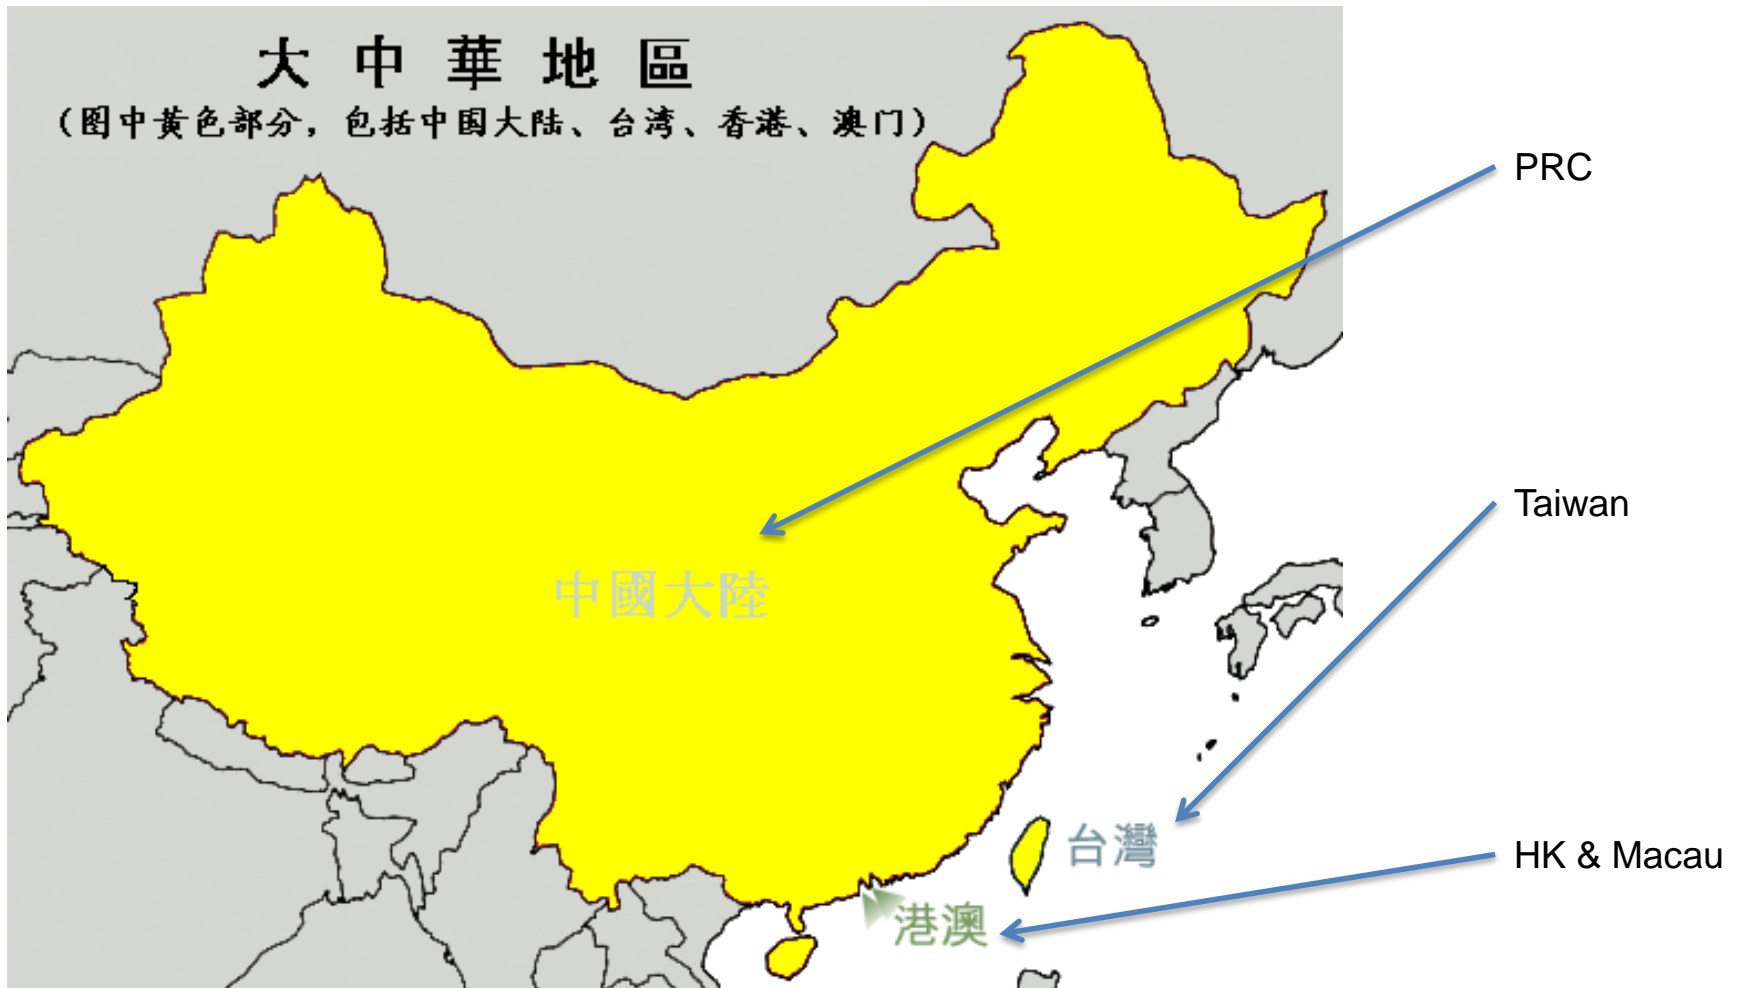 大中華地區
(图中黃色部分，包括中国大陆、台湾、香港、澳门)
PRC
Taiwan
中國大陸
台灣
HK & Macau
港澳